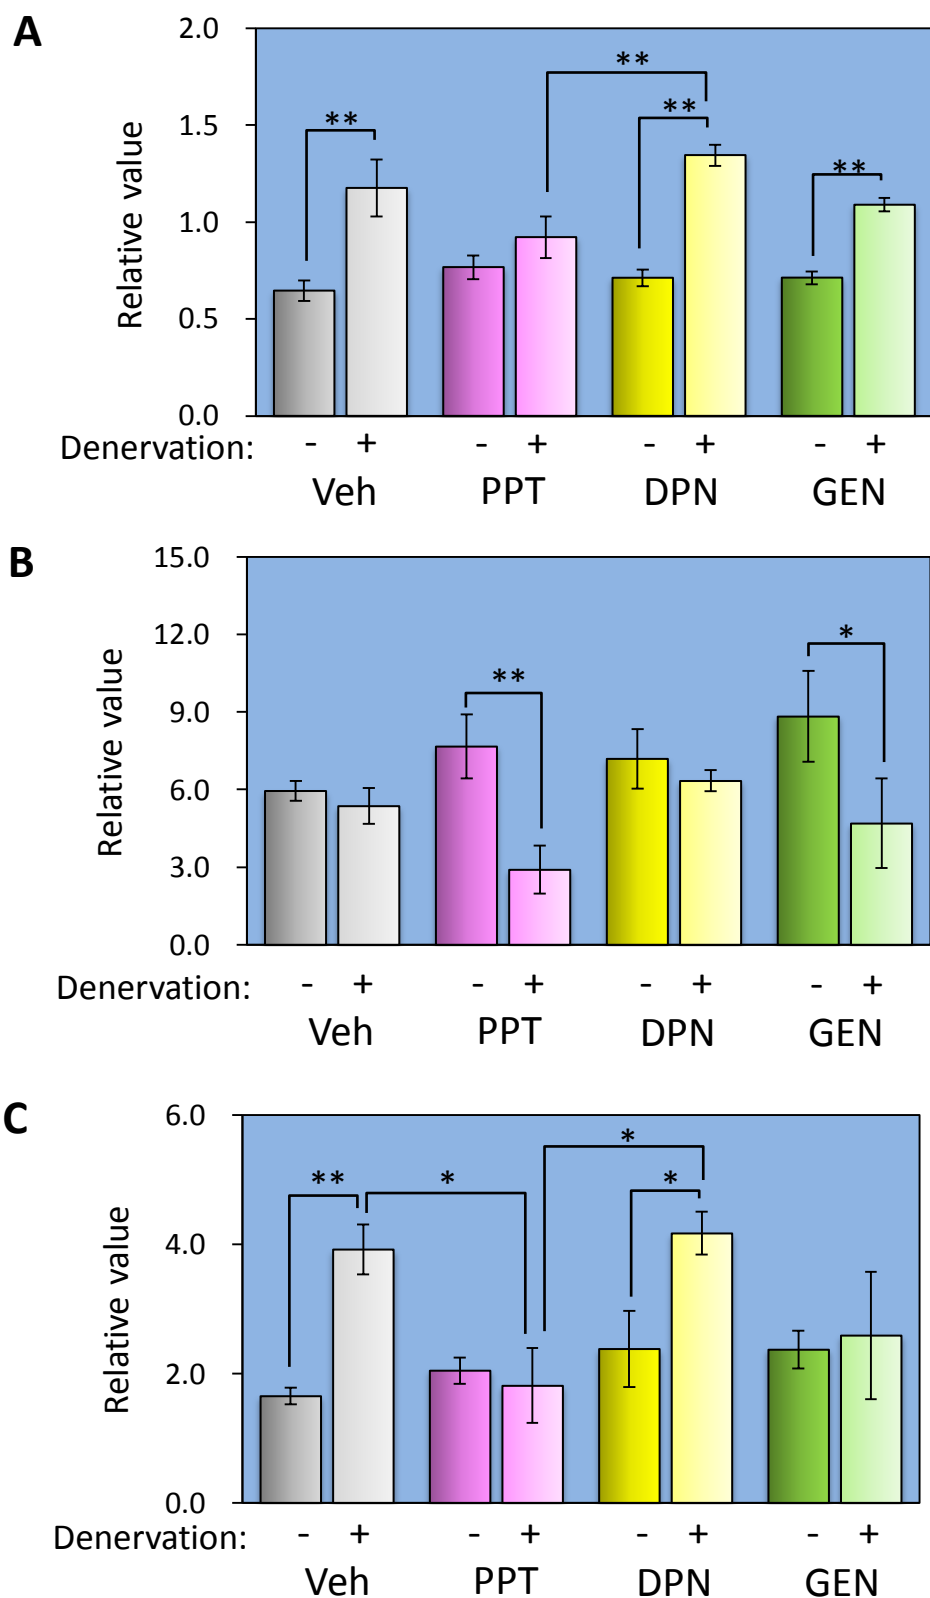 A
2.0
**
**
**
1.5
**
1.0
0.5
0.0
Relative value
Denervation: - + - + - + - +
Veh PPT DPN GEN
B
15.0
12.0
*
**
9.0
6.0
3.0
0.0
Relative value
Denervation: - + - + - + - +
Veh PPT DPN GEN
C
6.0
*
** * *
4.0
2.0
0.0
Relative value
Denervation: - + - + - + - +
Veh PPT DPN GEN